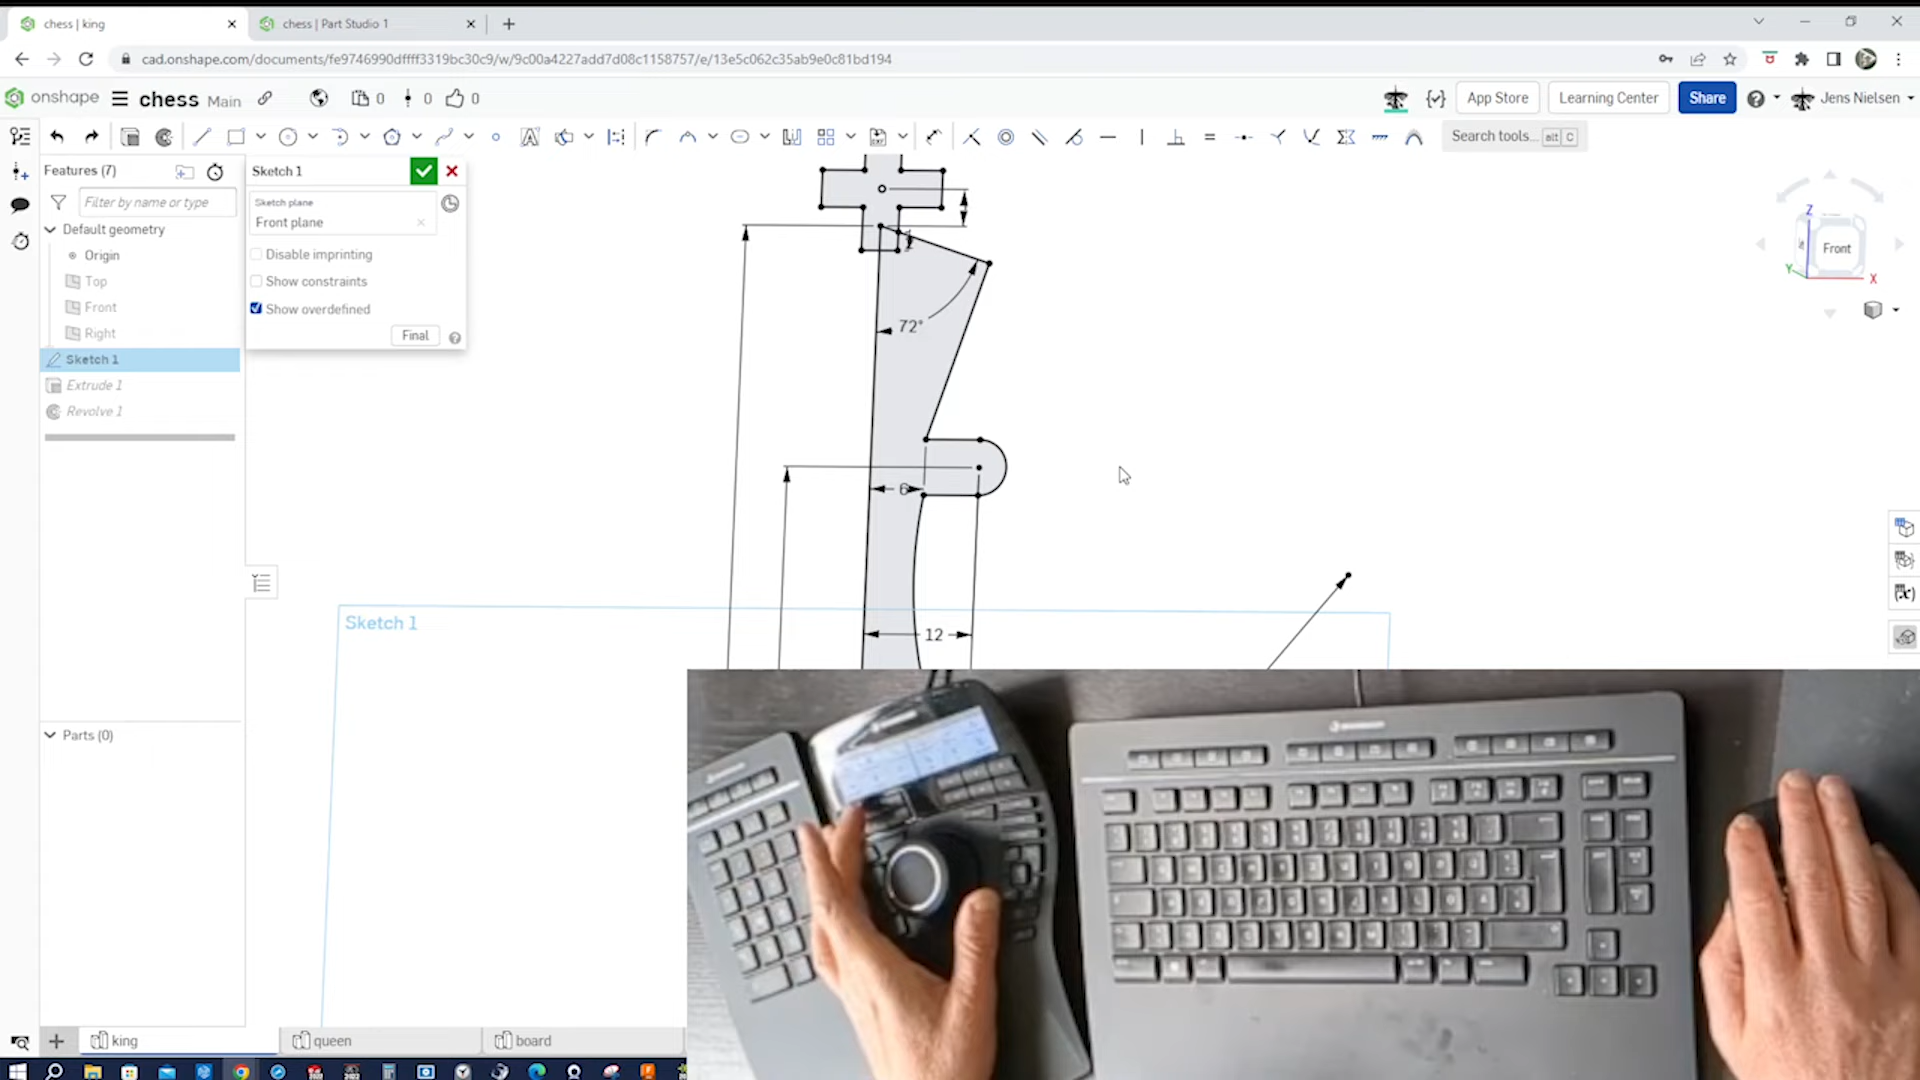 chess | king
chess | Part Studio 1
cad.onshape.com/documents/fe9746990dffff3319bc30c9/w/9c00a4227add7d08c1158757/e/13e5c062c35ab9e0c81bd194
onshape
chess Main
0
0
0
App Store
Learning Center
Share
Jens Nielsen
Search tools... alt C
Features (7)
Filter by name or type
Default geometry
Origin
Top
Front
Right
Sketch 1
Extrude 1
Revolve 1
Sketch 1
Sketch plane
Front plane
Disable imprinting
Show constraints
Show overdefined
Final
72°
6
12
Sketch 1
Z
Front
Y
X
Parts (0)
king
queen
board